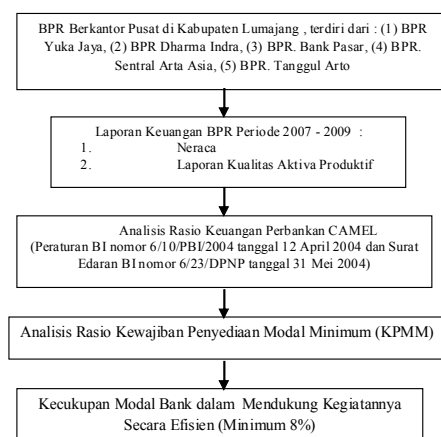 BPR Berkantor Pusat di Kabupaten Lumajang , terdiri dari : (1) BPR
Yuka Jaya, (2) BPR Dharma Indra, (3) BPR. Bank Pasar, (4) BPR.
Sentral Arta Asia, (5) BPR. Tanggul Arto
Laporan Keuangan BPR Periode 2007 - 2009 :
1. Neraca
2. Laporan Kualitas Aktiva Produktif
Analisis Rasio Keuangan Perbankan CAMEL
(Peraturan BI nomor 6/10/PBI/2004 tanggal 12 April 2004 dan Surat
Edaran BI nomor 6/23/DPNP tanggal 31 Mei 2004)
Analisis Rasio Kewajiban Penyediaan Modal Minimum (KPMM)
Kecukupan Modal Bank dalam Mendukung Kegiatannya
Secara Efisien (Minimum 8%)